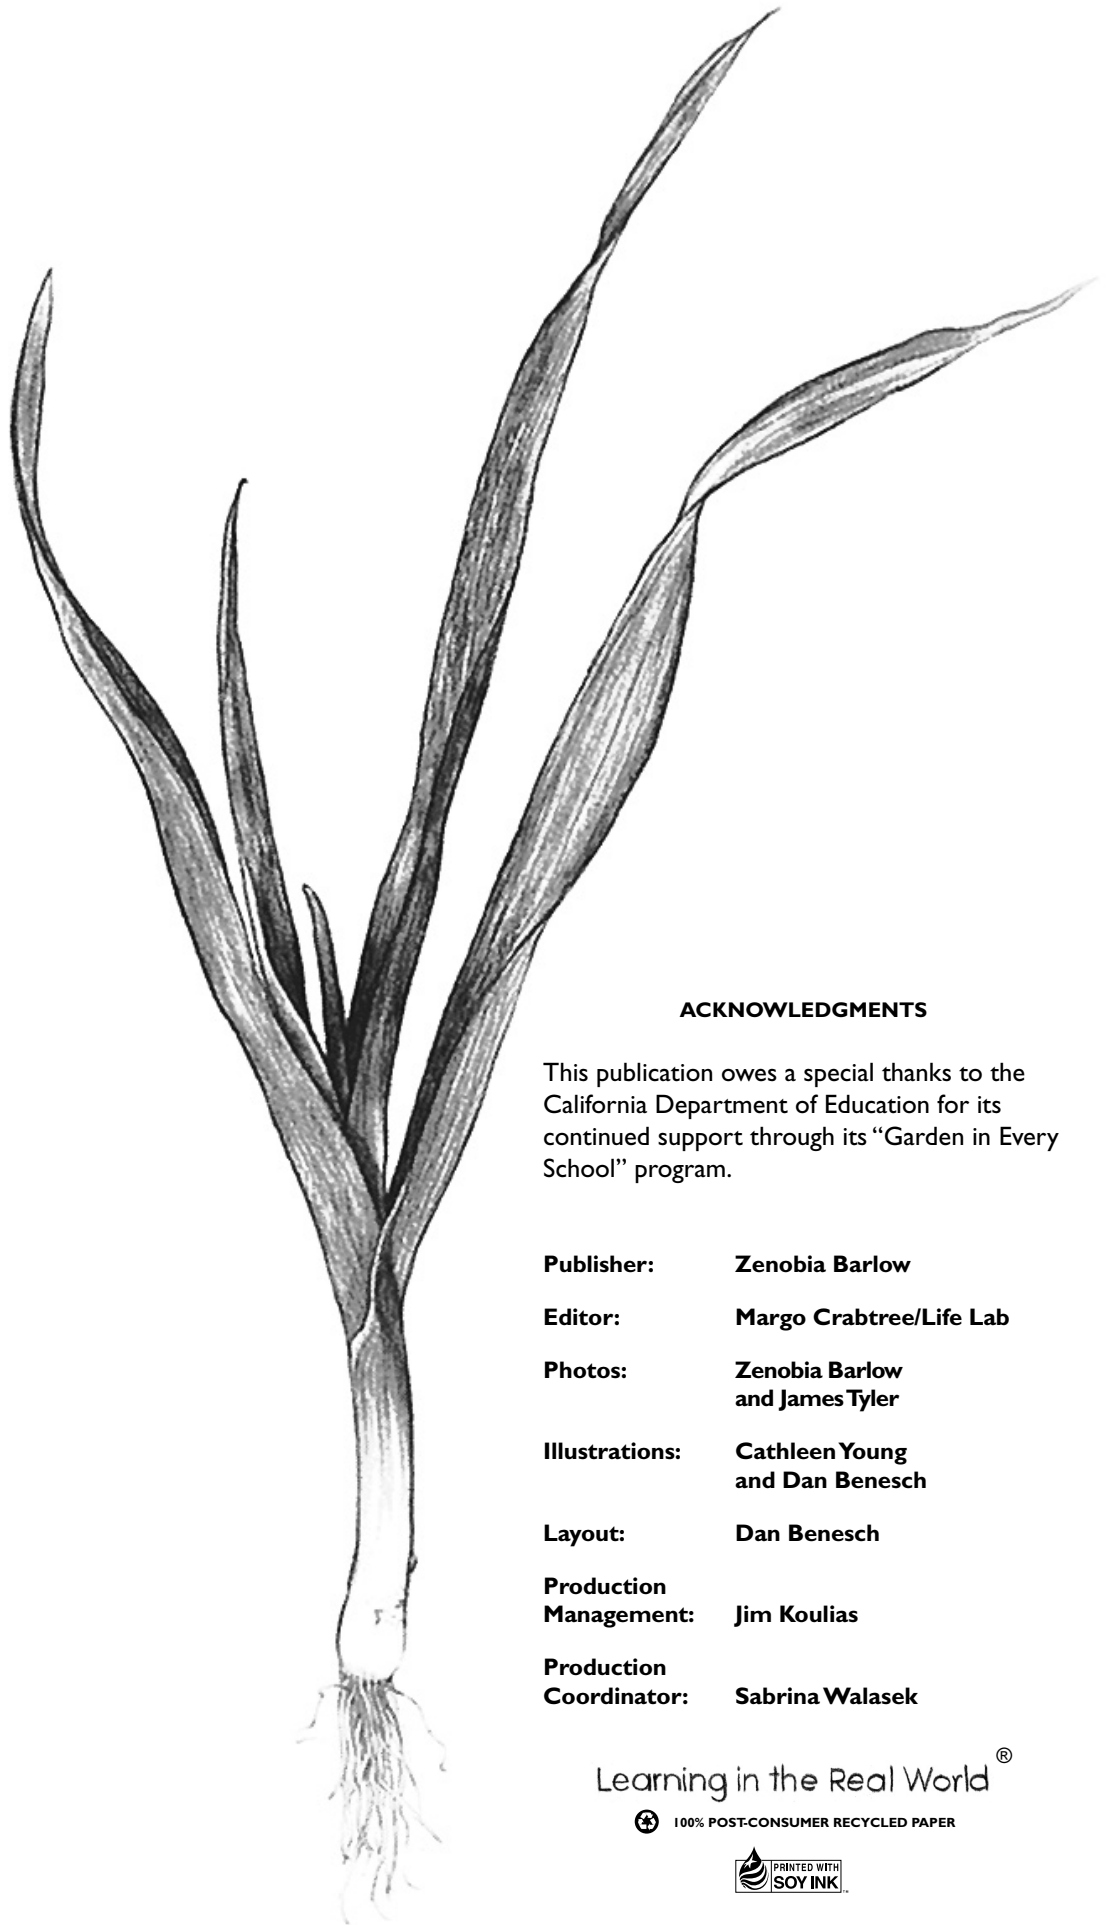 ACKNOWLEDGMENTS
This publication owes a special thanks to the
California Department of Education for its
continued support through its “Garden in Every
School” program.
Publisher: Zenobia Barlow
Editor: Margo Crabtree/Life Lab
Photos: Zenobia Barlow
and James Tyler
Illustrations: Cathleen Young
and Dan Benesch
Layout: Dan Benesch
Production
Management: Jim Koulias
Production
Coordinator: Sabrina Walasek
Learning in the Real World ®
100% POST-CONSUMER RECYCLED PAPER
PRINTED WITH
SOY INK™